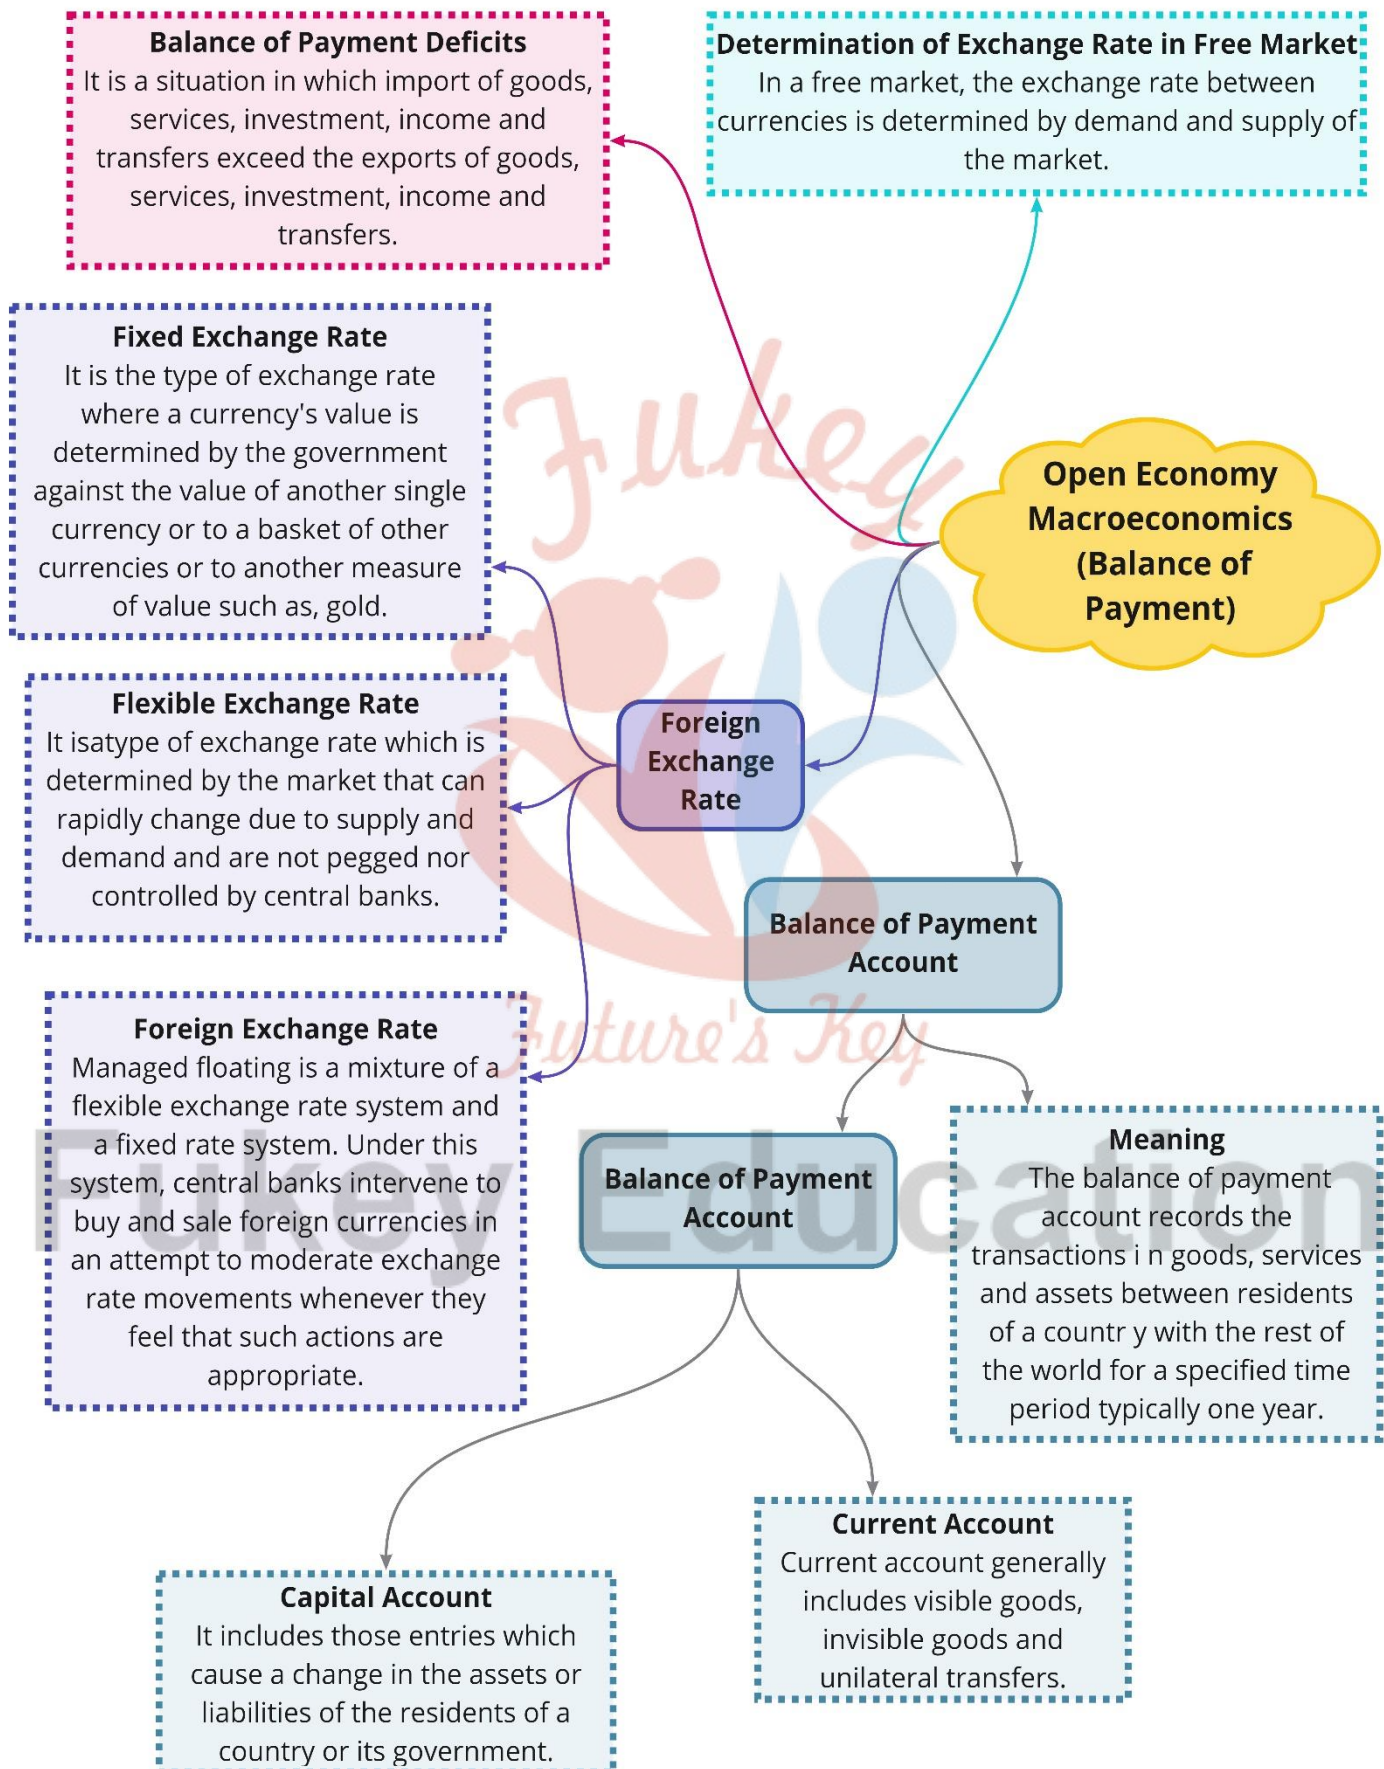 Balance of Payment Deficits
It is a situation in which import of goods,
services, investment, income and
transfers exceed the exports of goods,
services, investment, income and
transfers.
Determination of Exchange Rate in Free Market
In a free market, the exchange rate between
currencies is determined by demand and supply of
the market.
Fixed Exchange Rate
It is the type of exchange rate
where a currency's value is
determined by the government
against the value of another single
currency or to a basket of other
currencies or to another measure
of value such as, gold.
Fukey
Open Economy
Macroeconomics
(Balance of
Payment)
Flexible Exchange Rate
It isatype of exchange rate which is
determined by the market that can
rapidly change due to supply and
demand and are not pegged nor
controlled by central banks.
Foreign
Exchange
Rate
Balance of Payment
Account
Future's Key
Foreign Exchange Rate
Managed floating is a mixture of a
flexible exchange rate system and
a fixed rate system. Under this
system, central banks intervene to
buy and sale foreign currencies in
an attempt to moderate exchange
rate movements whenever they
feel that such actions are
appropriate.
Fukey Education
Balance of Payment
Account
Meaning
The balance of payment
account records the
transactions i n goods, services
and assets between residents
of a countr y with the rest of
the world for a specified time
period typically one year.
Current Account
Current account generally
includes visible goods,
invisible goods and
unilateral transfers.
Capital Account
It includes those entries which
cause a change in the assets or
liabilities of the residents of a
country or its government.